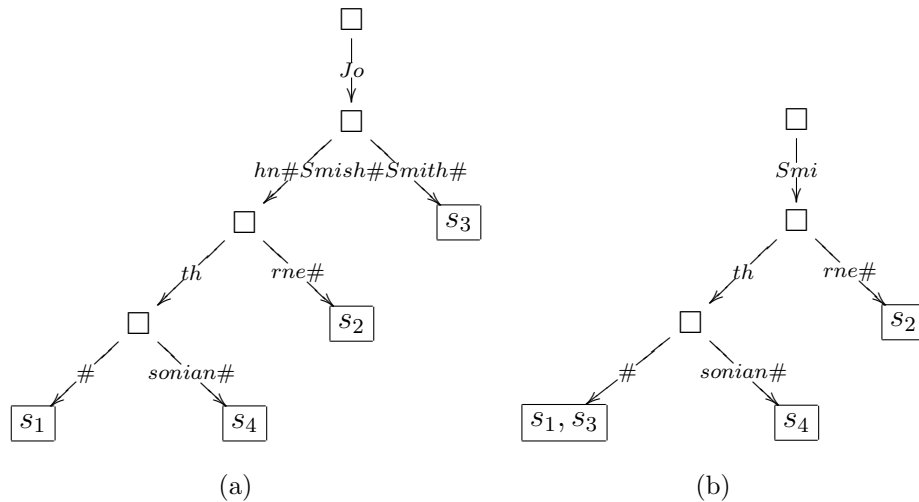 Jo
hn#Smish#Smith#
s₃
th
rne#
s₂
#
sonian#
s₁
s₄
(a)
Smi
th
rne#
s₂
#
sonian#
s₁, s₃
s₄
(b)